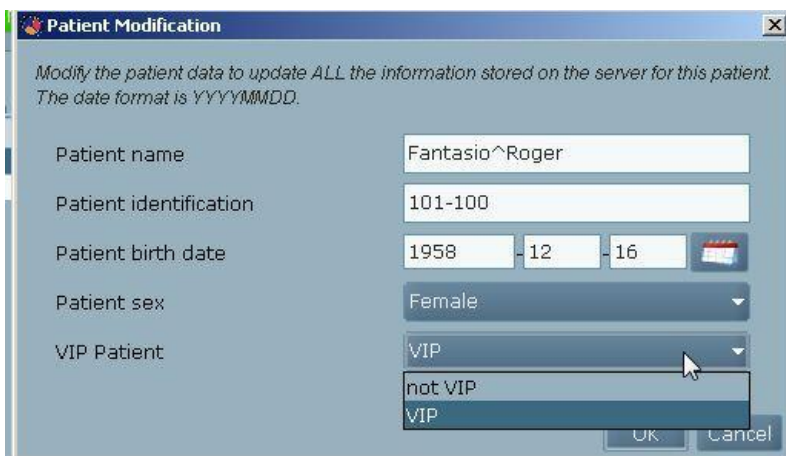 Patient Modification
Modify the patient data to update ALL the information stored on the server for this patient.
The date format is YYYYMMDD.
Patient name Fantasio^Roger
Patient identification 101-100
Patient birth date 1958 - 12 - 16
Patient sex Female
VIP Patient VIP
not VIP
VIP
OK Cancel